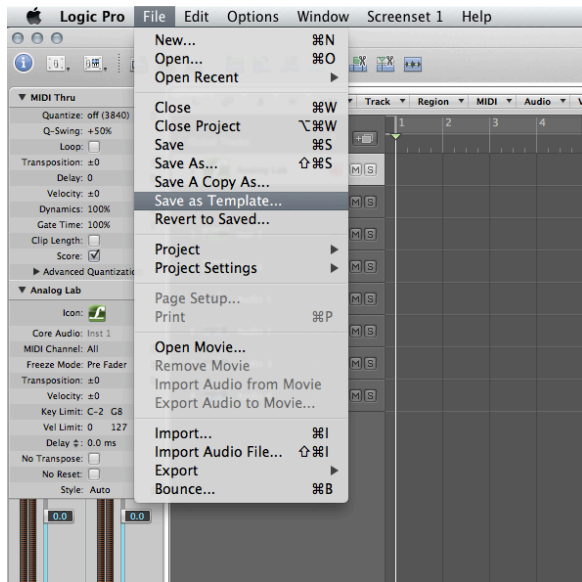 Logic Pro File Edit Options Window Screenset 1 Help
New... ⌘N
Open... ⌘O
Open Recent ▶
Close ⌘W
Close Project ⌥⌘W
Save ⌘S
Save As... ⇧⌘S
Save A Copy As...
Save as Template...
Revert to Saved...
Project ▶
Project Settings ▶
Page Setup...
Print ⌘P
Open Movie...
Remove Movie
Import Audio from Movie
Export Audio to Movie...
Import... ⌘I
Import Audio File... ⇧⌘I
Export ▶
Bounce... ⌘B
▼ MIDI Thru
Quantize: off (3840)
Q-Swing: +50%
Loop:
Transposition: ±0
Delay: 0
Velocity: ±0
Dynamics: 100%
Gate Time: 100%
Clip Length:
Score:
▶ Advanced Quantizatio
▼ Analog Lab
Icon:
Core Audio: Inst 1
MIDI Channel: All
Freeze Mode: Pre Fader
Transposition: ±0
Velocity: ±0
Key Limit: C-2 G8
Vel Limit: 0 127
Delay ‡: 0.0 ms
No Transpose:
No Reset:
Style: Auto
0.0 0.0
Track ▼ Region ▼ MIDI ▼ Audio ▼ V
1 2 3 4
M S
M S
M S
M S
M S
M S
M S